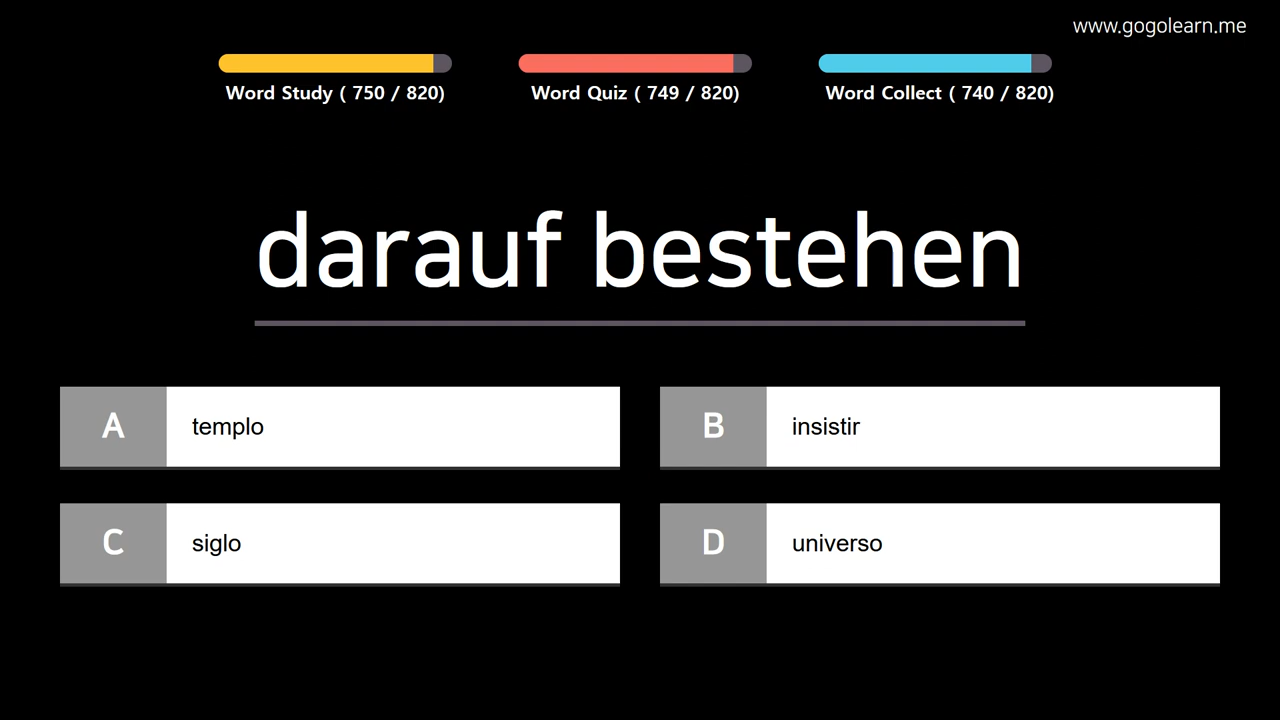 www.gogolearn.me
Word Study ( 750 / 820)
Word Quiz ( 749 / 820)
Word Collect ( 740 / 820)
darauf bestehen
A templo
B insistir
C siglo
D universo